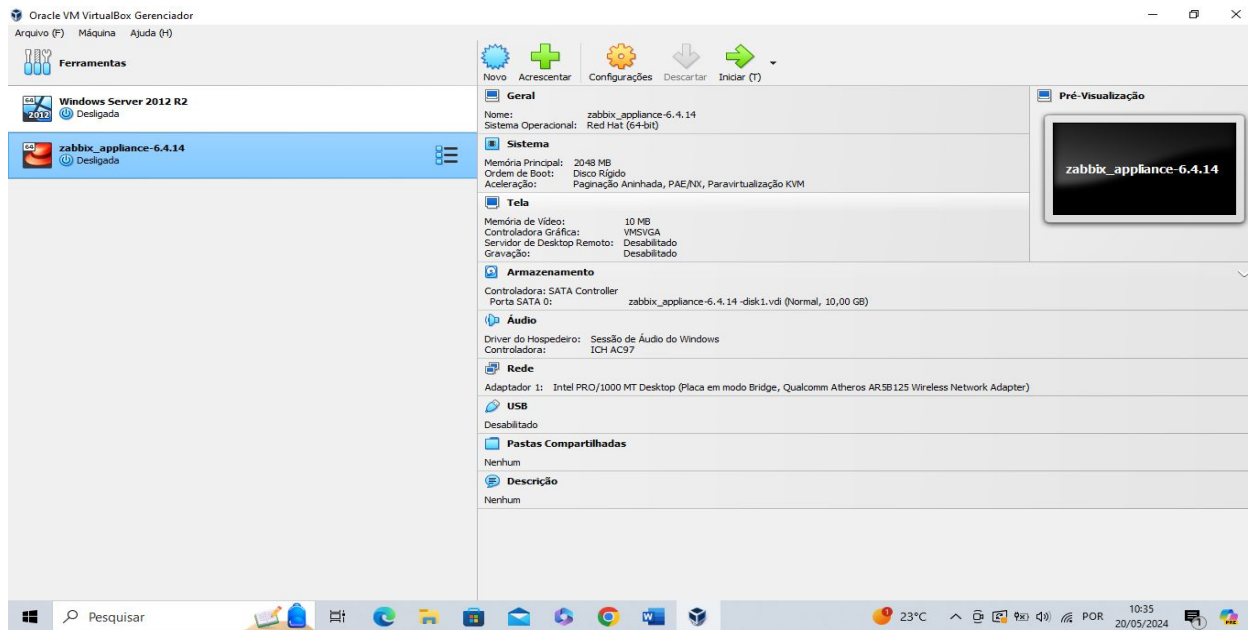 Oracle VM VirtualBox Gerenciador
Arquivo (F) Máquina Ajuda (H)
Ferramentas
64
2012
Windows Server 2012 R2
Desligada
64
zabbix_appliance-6.4.14
Desligada
Novo Acrescentar Configurações Descartar Iniciar (T)
Geral
Nome: zabbix_appliance-6.4.14
Sistema Operacional: Red Hat (64-bit)
Sistema
Memória Principal: 2048 MB
Ordem de Boot: Disco Rígido
Aceleração: Paginação Aninhada, PAE/NX, Paravirtualização KVM
Tela
Memória de Vídeo: 10 MB
Controladora Gráfica: VMSVGA
Servidor de Desktop Remoto: Desabilitado
Gravação: Desabilitado
Pré-Visualização
zabbix_appliance-6.4.14
Armazenamento
Controladora: SATA Controller
Porta SATA 0: zabbix_appliance-6.4.14 -disk1.vdi (Normal, 10,00 GB)
Áudio
Driver do Hospedeiro: Sessão de Áudio do Windows
Controladora: ICH AC97
Rede
Adaptador 1: Intel PRO/1000 MT Desktop (Placa em modo Bridge, Qualcomm Atheros AR5B125 Wireless Network Adapter)
USB
Desabilitado
Pastas Compartilhadas
Nenhum
Descrição
Nenhum
Pesquisar
23°C
POR
10:35
20/05/2024